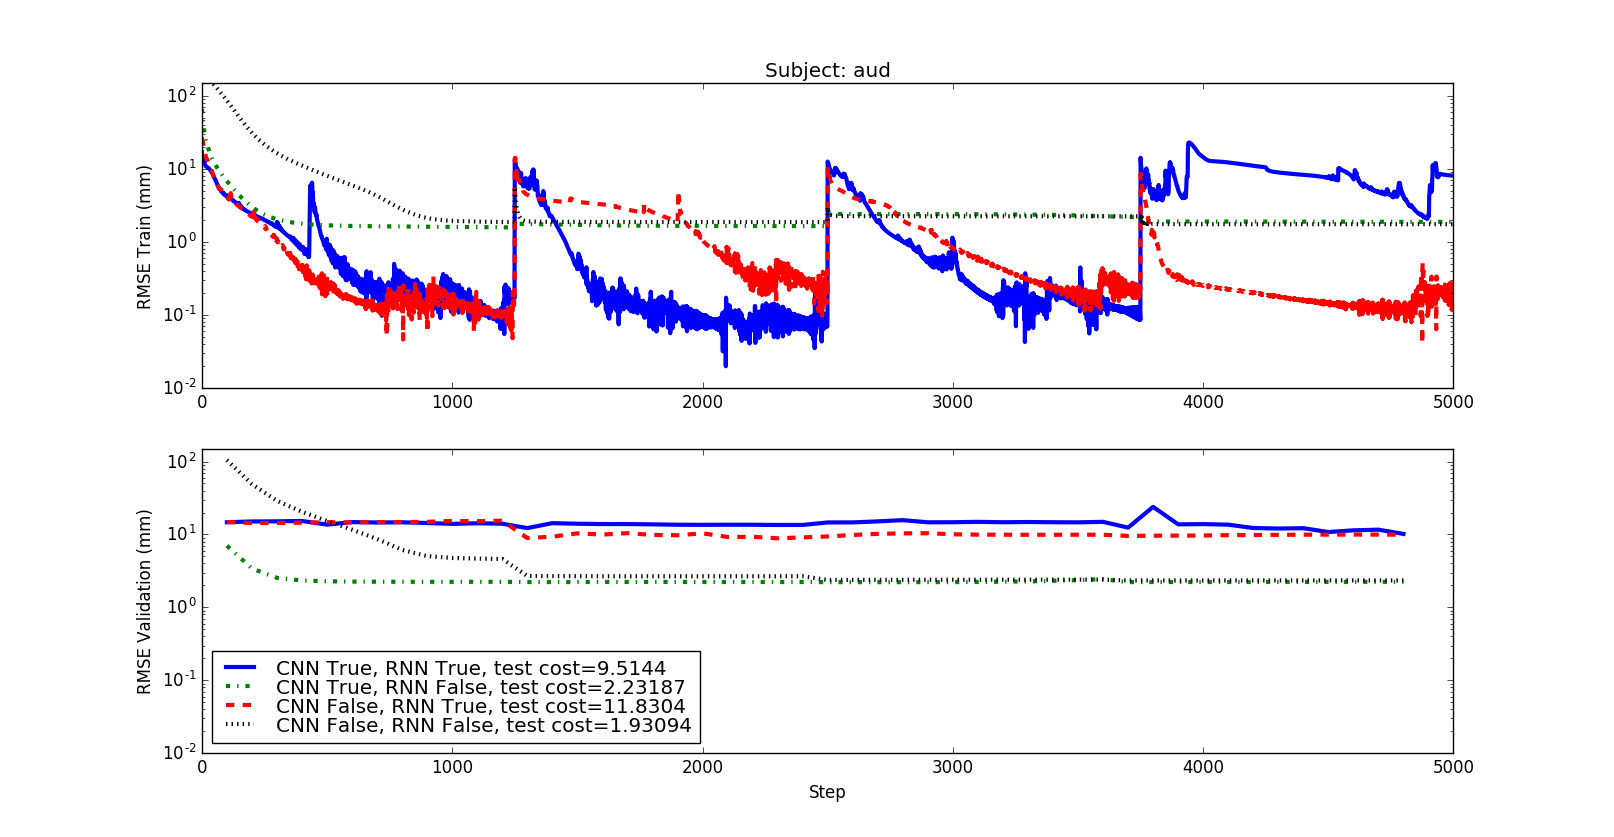 Subject: aud
RMSE Train (mm)
10^2
10^1
10^0
10^-1
10^-2
0 1000 2000 3000 4000 5000
RMSE Validation (mm)
10^2
10^1
10^0
10^-1
10^-2
CNN True, RNN True, test cost=9.5144
CNN True, RNN False, test cost=2.23187
CNN False, RNN True, test cost=11.8304
CNN False, RNN False, test cost=1.93094
0 1000 2000 3000 4000 5000
Step